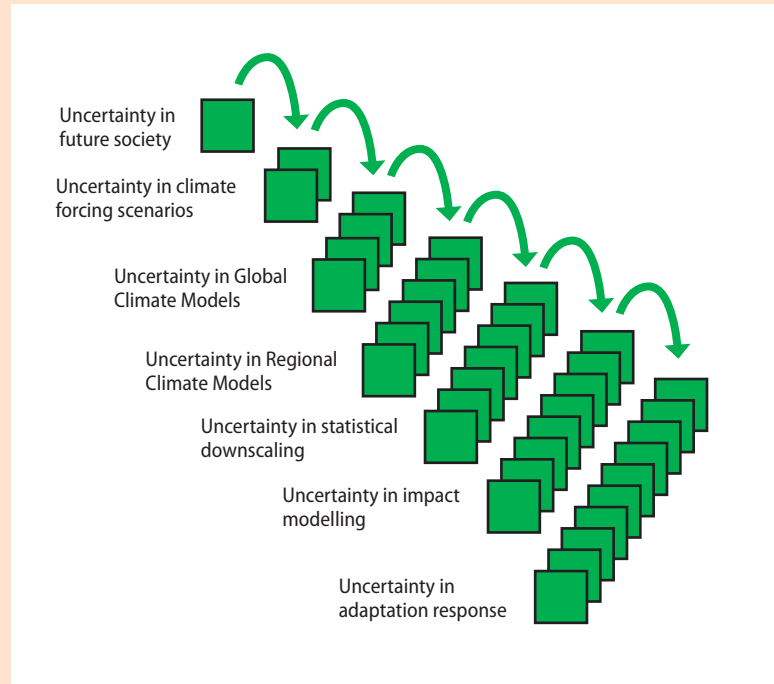 Uncertainty in
future society
Uncertainty in climate
forcing scenarios
Uncertainty in Global
Climate Models
Uncertainty in Regional
Climate Models
Uncertainty in statistical
downscaling
Uncertainty in impact
modelling
Uncertainty in
adaptation response